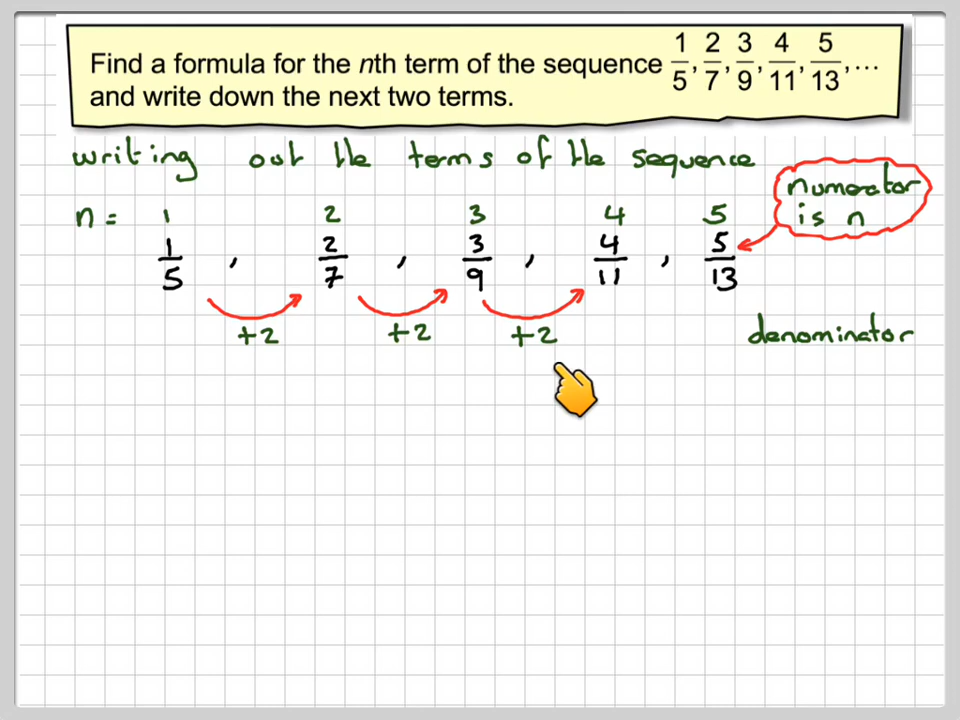 Find a formula for the nth term of the sequence 1/5, 2/7, 3/9, 4/11, 5/13, ...
and write down the next two terms.
writing out the terms of the sequence
numerator
is n
n = 1 2 3 4 5
1/5 , 2/7 , 3/9 , 4/11 , 5/13
+2 +2 +2 denominator